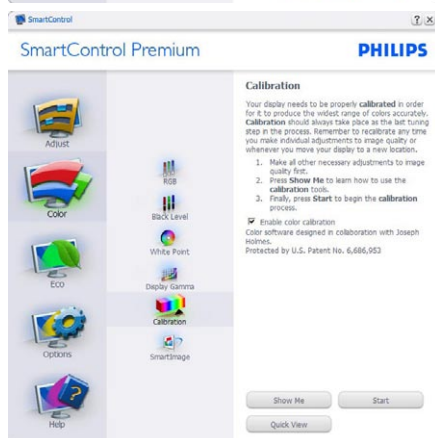 SmartControl
SmartControl Premium
PHILIPS
Adjust
Color
Eco
Options
Help
RGB
Black Level
White Point
Display Gamma
Calibration
SmartImage
Calibration
Your display needs to be properly calibrated in order
for it to produce the widest range of colors accurately.
Calibration should always take place as the last tuning
step in the process. Remember to recalibrate any time
you make individual adjustments to image quality or
whenever you move your display to a new location.
1. Make all other necessary adjustments to image
quality first.
2. Press Show Me to learn how to use the
calibration tools.
3. Finally, press Start to begin the calibration
process.
Enable color calibration
Color software designed in collaboration with Joseph
Holmes.
Protected by U.S. Patent No. 6,686,953
Show Me
Start
Quick View